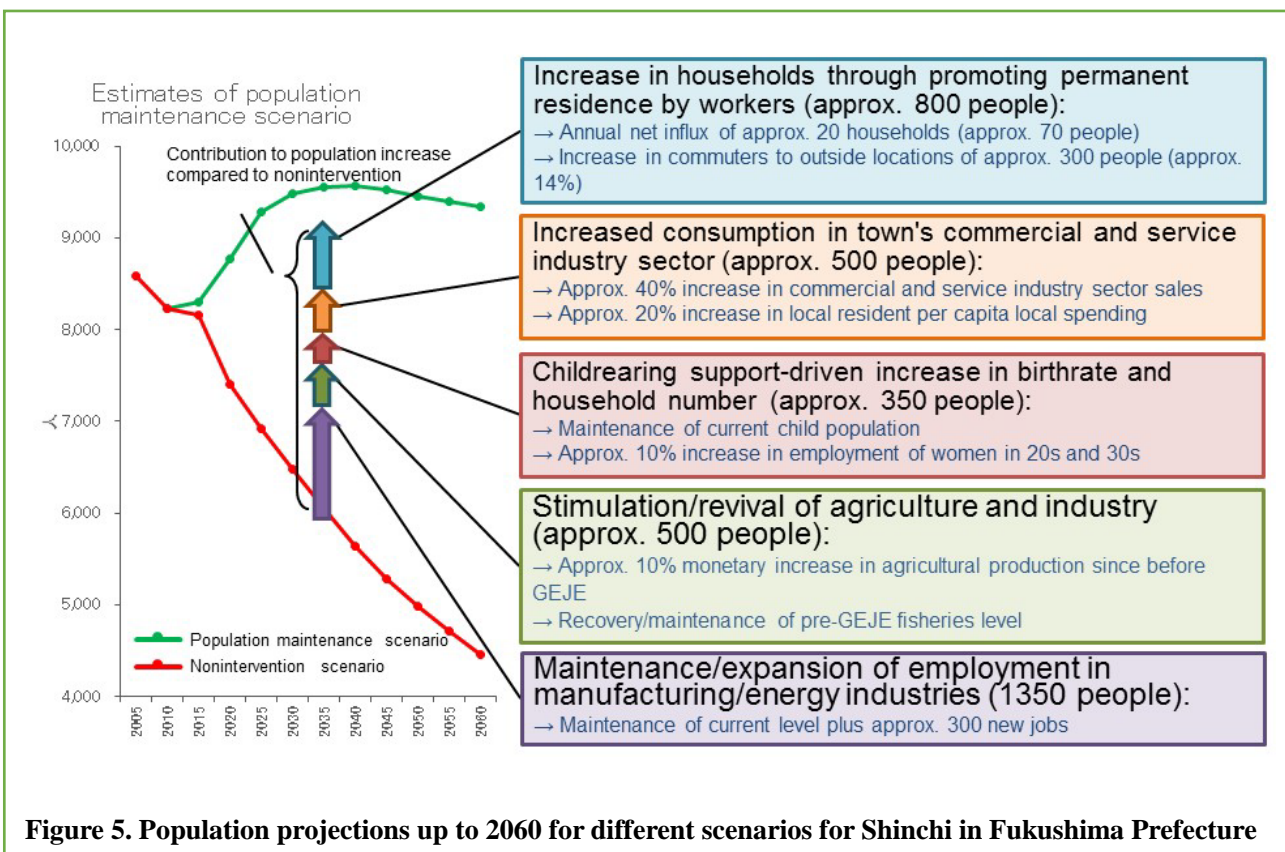 Estimates of population
maintenance scenario
Contribution to population increase
compared to nonintervention
10,000
9,000
8,000
7,000
6,000
5,000
4,000
人
Population maintenance scenario
Nonintervention scenario
2005
2010
2015
2020
2025
2030
2035
2040
2045
2050
2055
2060
Increase in households through promoting permanent
residence by workers (approx. 800 people):
→ Annual net influx of approx. 20 households (approx. 70 people)
→ Increase in commuters to outside locations of approx. 300 people (approx.
14%)
Increased consumption in town's commercial and service
industry sector (approx. 500 people):
→ Approx. 40% increase in commercial and service industry sector sales
→ Approx. 20% increase in local resident per capita local spending
Childrearing support-driven increase in birthrate and
household number (approx. 350 people):
→ Maintenance of current child population
→ Approx. 10% increase in employment of women in 20s and 30s
Stimulation/revival of agriculture and industry
(approx. 500 people):
→ Approx. 10% monetary increase in agricultural production since before
GEJE
→ Recovery/maintenance of pre-GEJE fisheries level
Maintenance/expansion of employment in
manufacturing/energy industries (1350 people):
→ Maintenance of current level plus approx. 300 new jobs
Figure 5. Population projections up to 2060 for different scenarios for Shinchi in Fukushima Prefecture